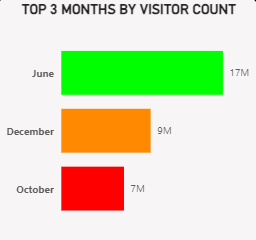 TOP 3 MONTHS BY VISITOR COUNT
June 17M
December 9M
October 7M